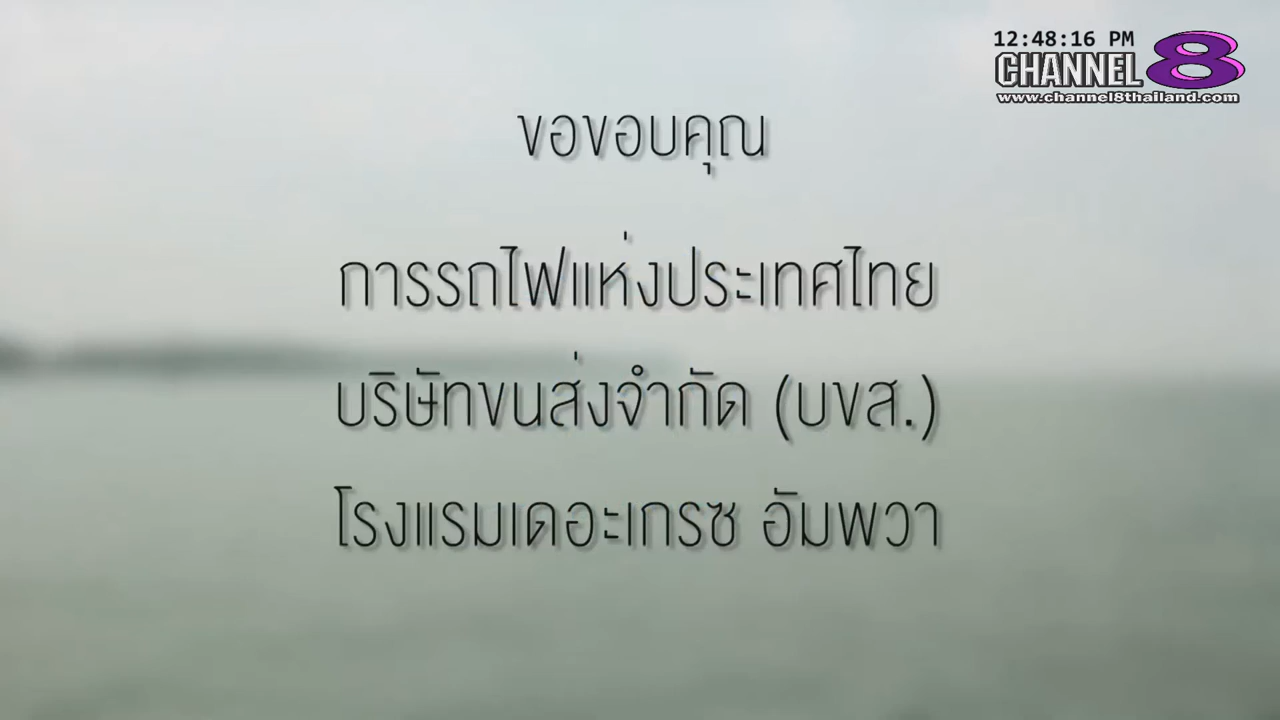 12:48:16 PM
CHANNEL 8
www.channel8thailand.com
ขอขอบคุณ
การรถไฟแห่งประเทศไทย
บริษัทขนส่งจำกัด (บขส.)
โรงแรมเดอะเกรซ อัมพวา